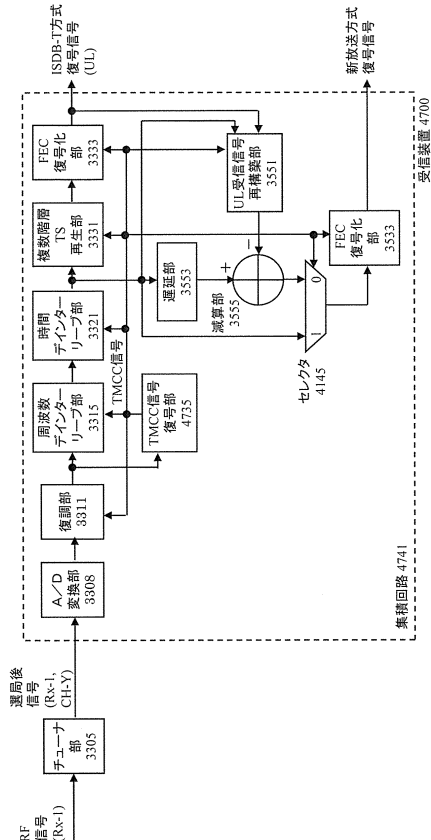 RF
信号
(Rx-1)
チューナ
部
3305
選局後
信号
(Rx-1,
CH-Y)
A/D
変換部
3308
復調部
3311
周波数
デインター
リーブ部
3315
時間
デインター
リーブ部
3321
複数階層
TS
再生部
3331
FEC
復号化
部
3333
ISDB-T方式
復号信号
(UL)
TMCC信号
TMCC信号
復号部
4735
遅延部
3553
減算部
3555
+
−
UL受信信号
再構築部
3551
1
0
セレクタ
4145
FEC
復号化
部
3533
新放送方式
復号信号
集積回路 4741
受信装置 4700